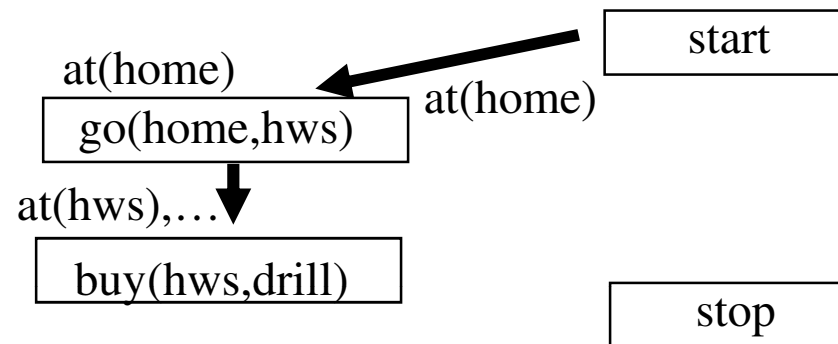 start
at(home)
at(home)
go(home,hws)
at(hws),…
buy(hws,drill)
stop